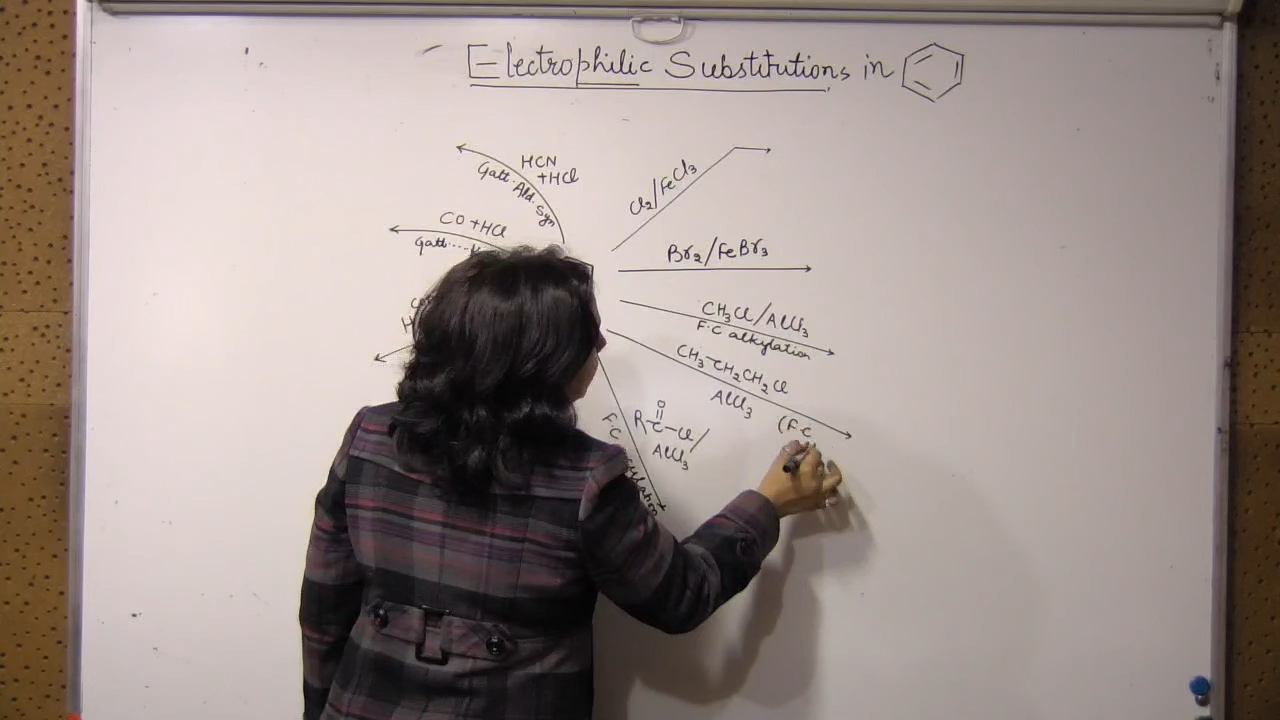 Electrophilic Substitutions in
HCN
+HCl
Gatt. Ald. Syn
CO+HCl
Gatt....
Cl2/FeCl3
Br2/FeBr3
CH3Cl/AlCl3
F.C alkylation
CH3-CH2CH2Cl
AlCl3
(F.C
O
R-C-Cl/
AlCl3
F.C